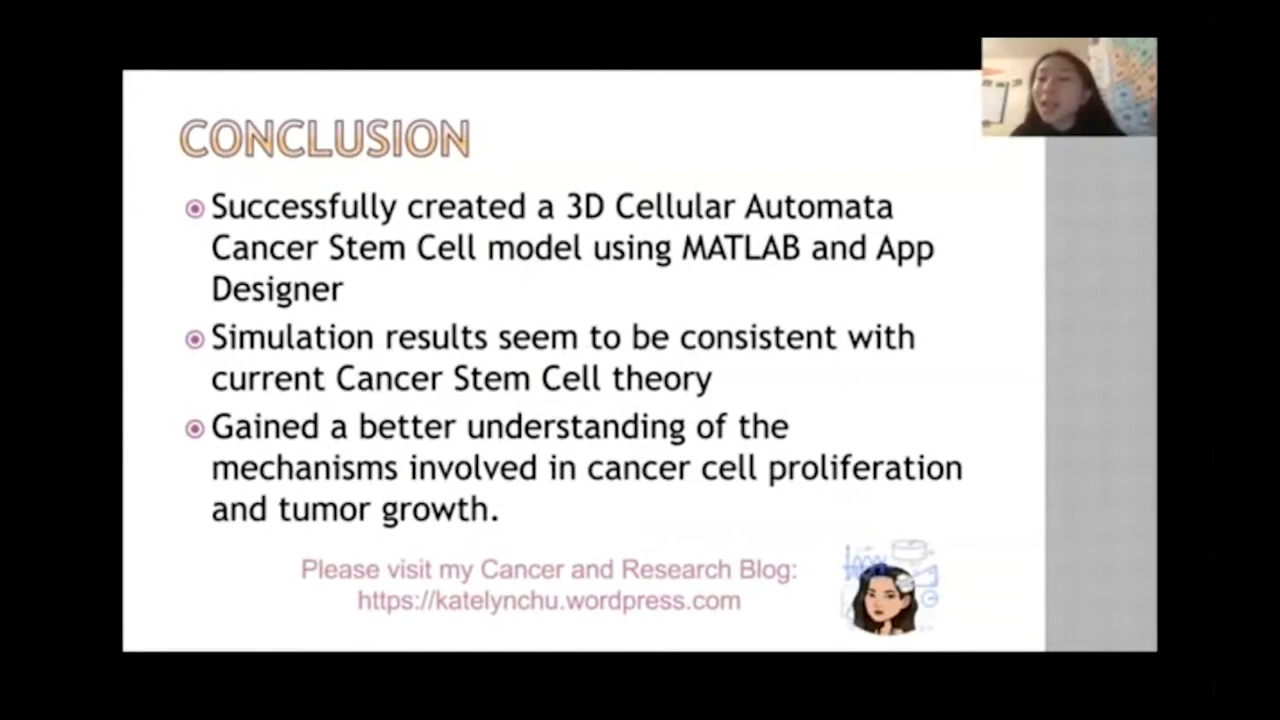 CONCLUSION
Successfully created a 3D Cellular Automata
Cancer Stem Cell model using MATLAB and App
Designer
Simulation results seem to be consistent with
current Cancer Stem Cell theory
Gained a better understanding of the
mechanisms involved in cancer cell proliferation
and tumor growth.
Please visit my Cancer and Research Blog:
https://katelynchu.wordpress.com